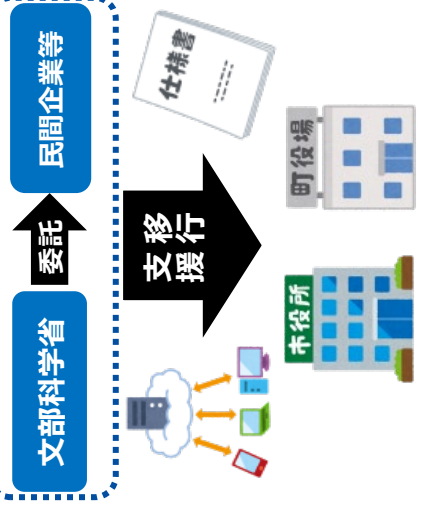 文部科学省
委託
民間企業等
移行
支援
仕様書
市役所
町役場